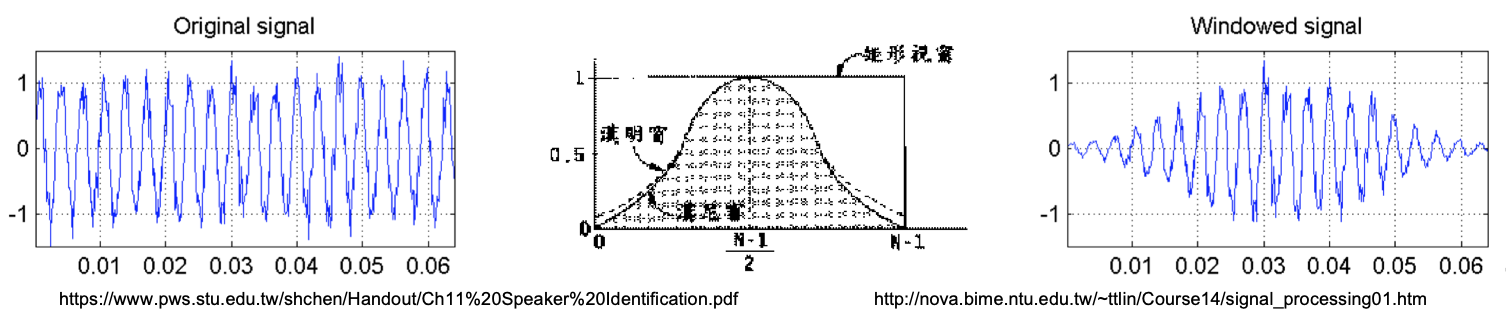 Original signal
1
0
-1
0.01 0.02 0.03 0.04 0.05 0.06
https://www.pws.stu.edu.tw/shchen/Handout/Ch11%20Speaker%20Identification.pdf
矩形視窗
1
漢明窗
0.5
0
0
N-1
2
N-1
Windowed signal
1
0
-1
0.01 0.02 0.03 0.04 0.05 0.06
http://nova.bime.ntu.edu.tw/~ttlin/Course14/signal_processing01.htm